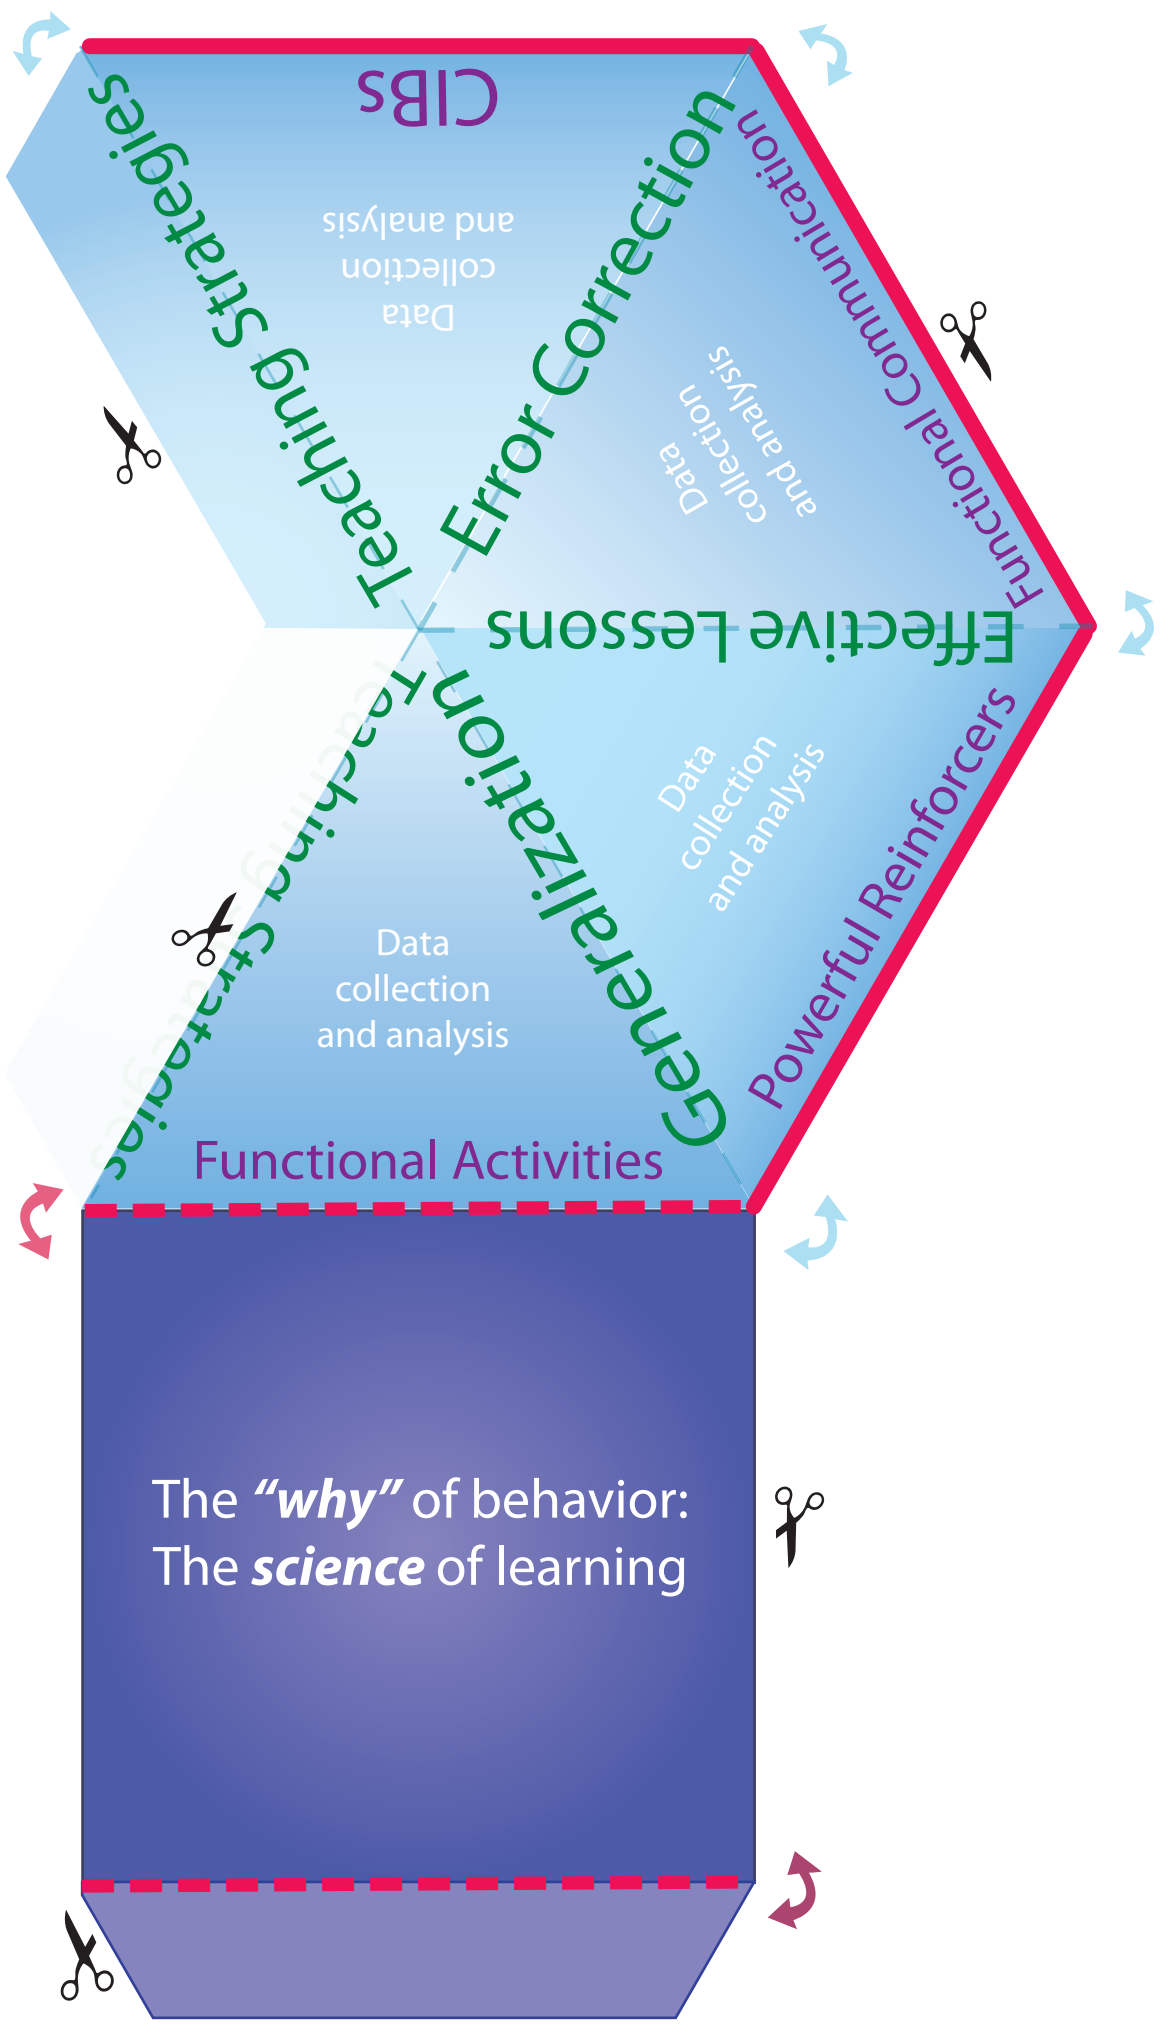 CIBs
Data
collection
and analysis
Teaching Strategies
Error Correction
Functional Communication
Data
collection
and analysis
Effective Lessons
Powerful Reinforcers
Data
collection
and analysis
Generalization
Teaching Strategies
Data
collection
and analysis
Functional Activities
The “why” of behavior:
The science of learning